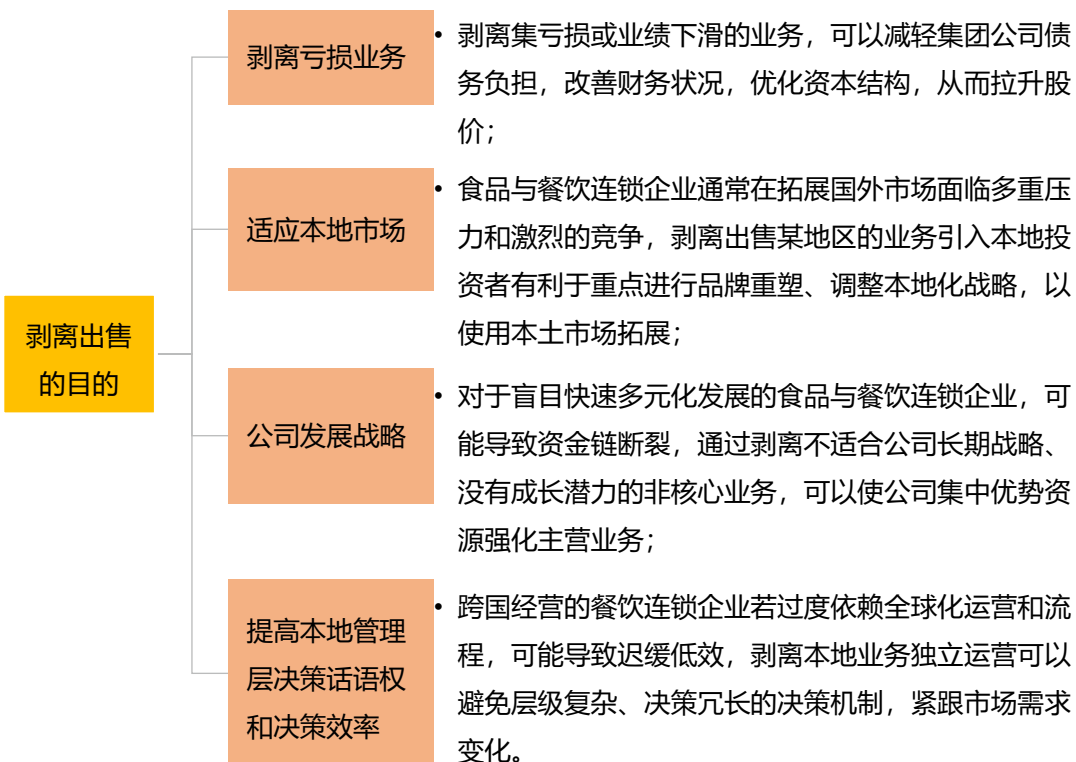 剥离出售
的目的
剥离亏损业务
• 剥离集亏损或业绩下滑的业务，可以减轻集团公司债
务负担，改善财务状况，优化资本结构，从而拉升股
价；
适应本地市场
• 食品与餐饮连锁企业通常在拓展国外市场面临多重压
力和激烈的竞争，剥离出售某地区的业务引入本地投
资者有利于重点进行品牌重塑、调整本地化战略，以
使用本土市场拓展；
公司发展战略
• 对于盲目快速多元化发展的食品与餐饮连锁企业，可
能导致资金链断裂，通过剥离不适合公司长期战略、
没有成长潜力的非核心业务，可以使公司集中优势资
源强化主营业务；
提高本地管理
层决策话语权
和决策效率
• 跨国经营的餐饮连锁企业若过度依赖全球化运营和流
程，可能导致迟缓低效，剥离本地业务独立运营可以
避免层级复杂、决策冗长的决策机制，紧跟市场需求
变化。